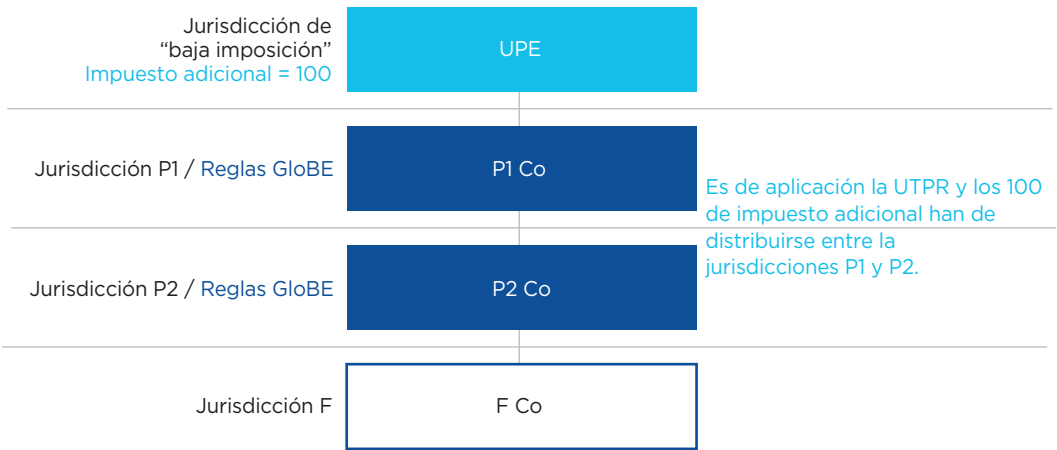 Jurisdicción de
“baja imposición”
Impuesto adicional = 100
UPE
Jurisdicción P1 / Reglas GloBE
P1 Co
Es de aplicación la UTPR y los 100
de impuesto adicional han de
distribuirse entre la
jurisdicciones P1 y P2.
Jurisdicción P2 / Reglas GloBE
P2 Co
Jurisdicción F
F Co